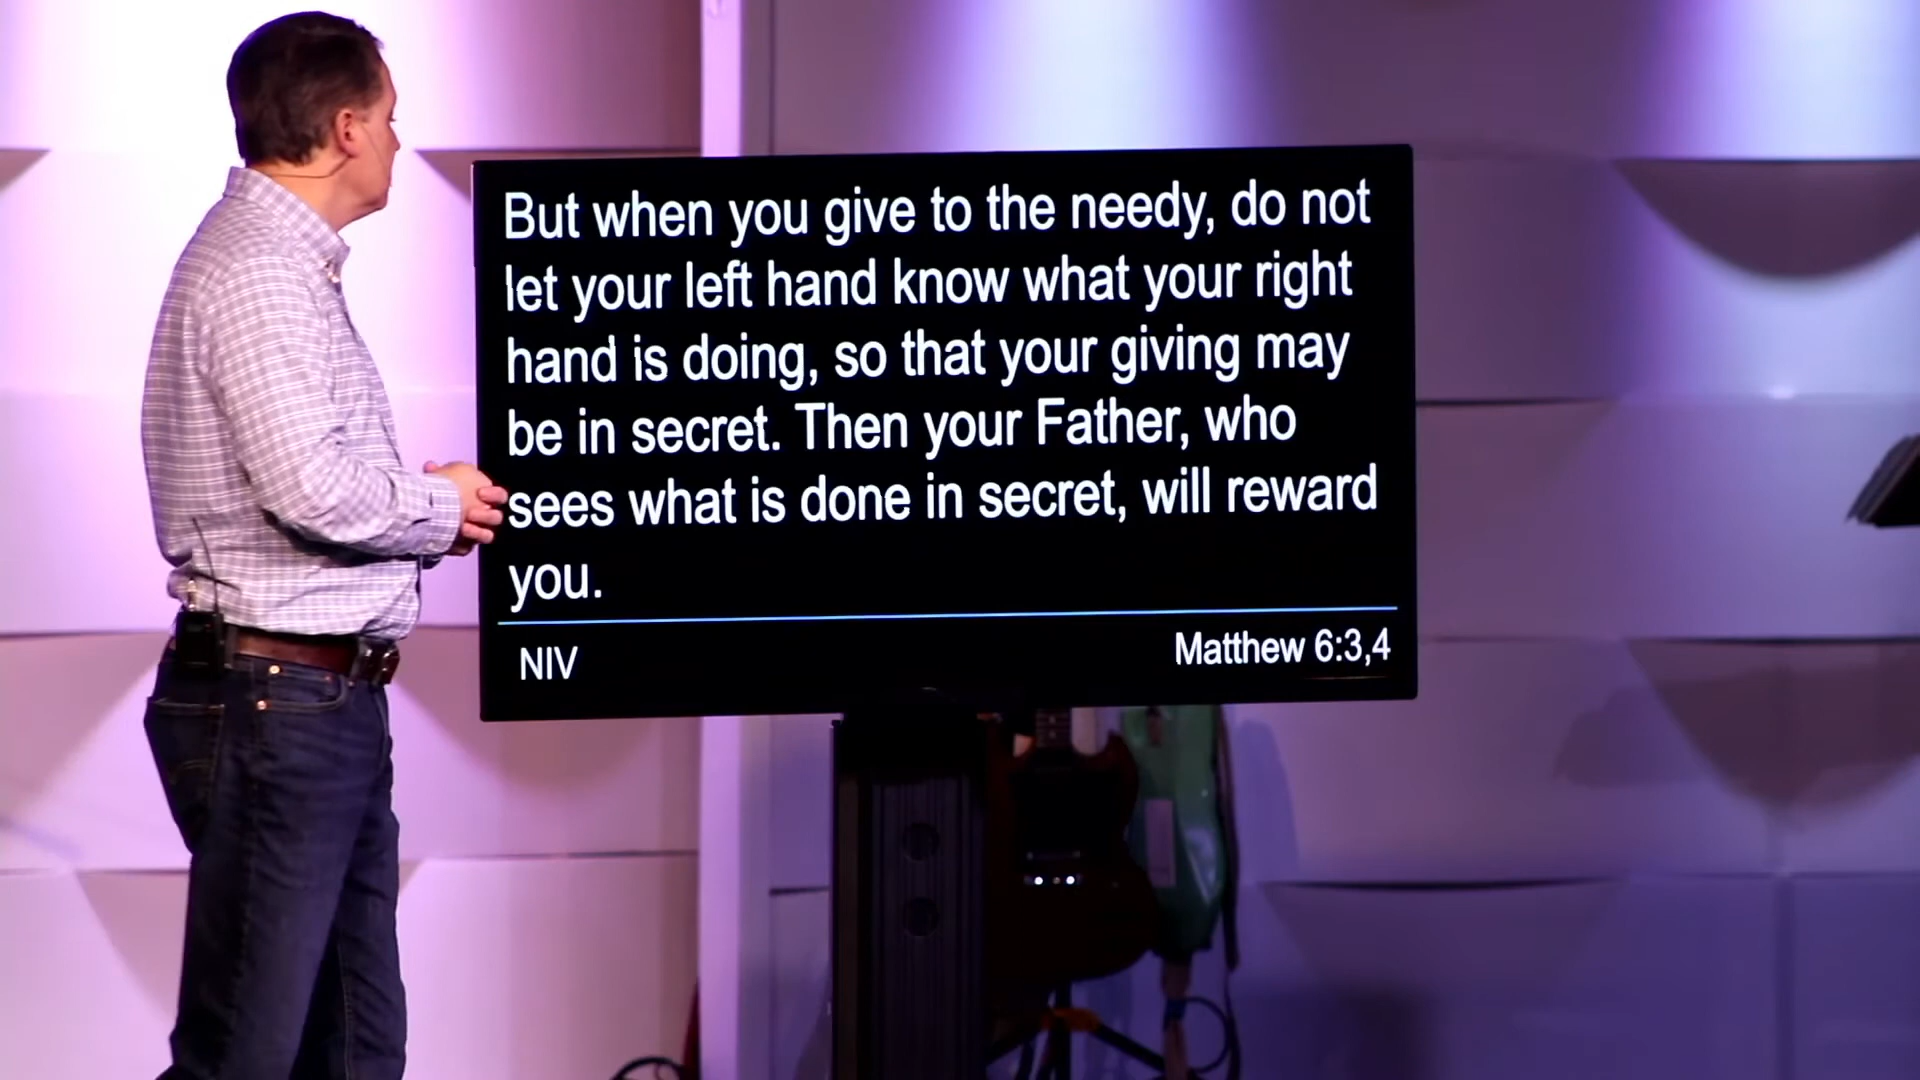 But when you give to the needy, do not
let your left hand know what your right
hand is doing, so that your giving may
be in secret. Then your Father, who
sees what is done in secret, will reward
you.
NIV
Matthew 6:3,4